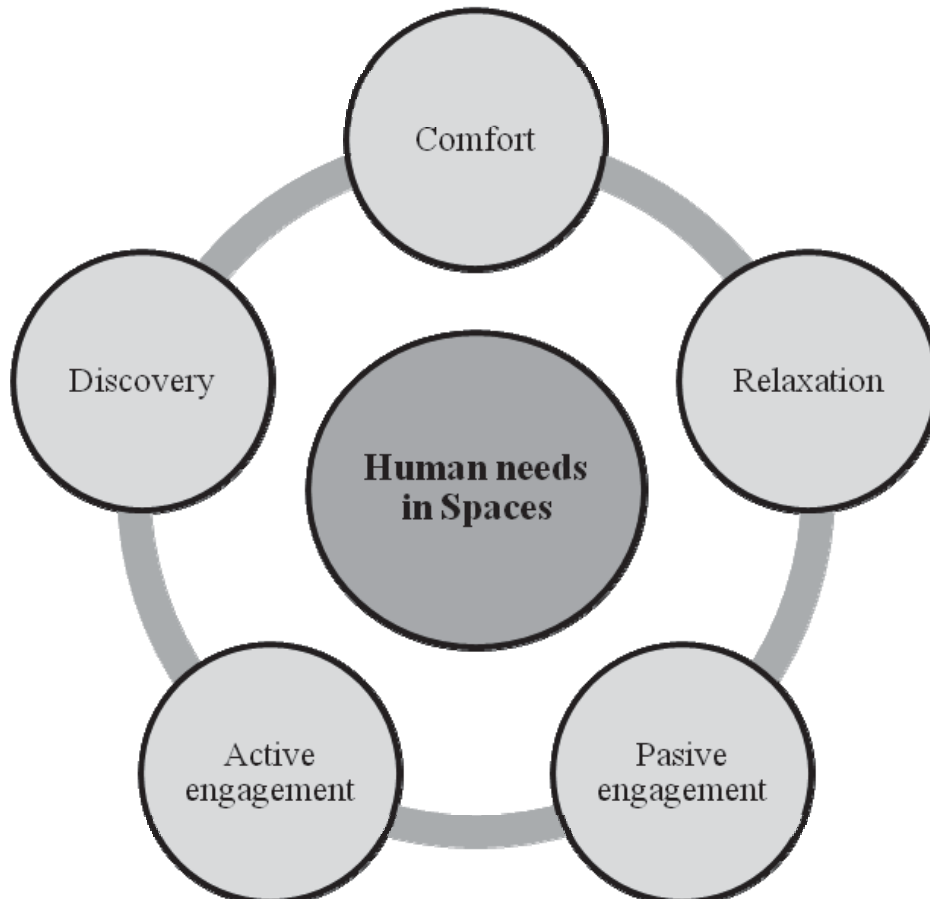 Comfort
Discovery
Relaxation
Human needs
in Spaces
Active
engagement
Pasive
engagement